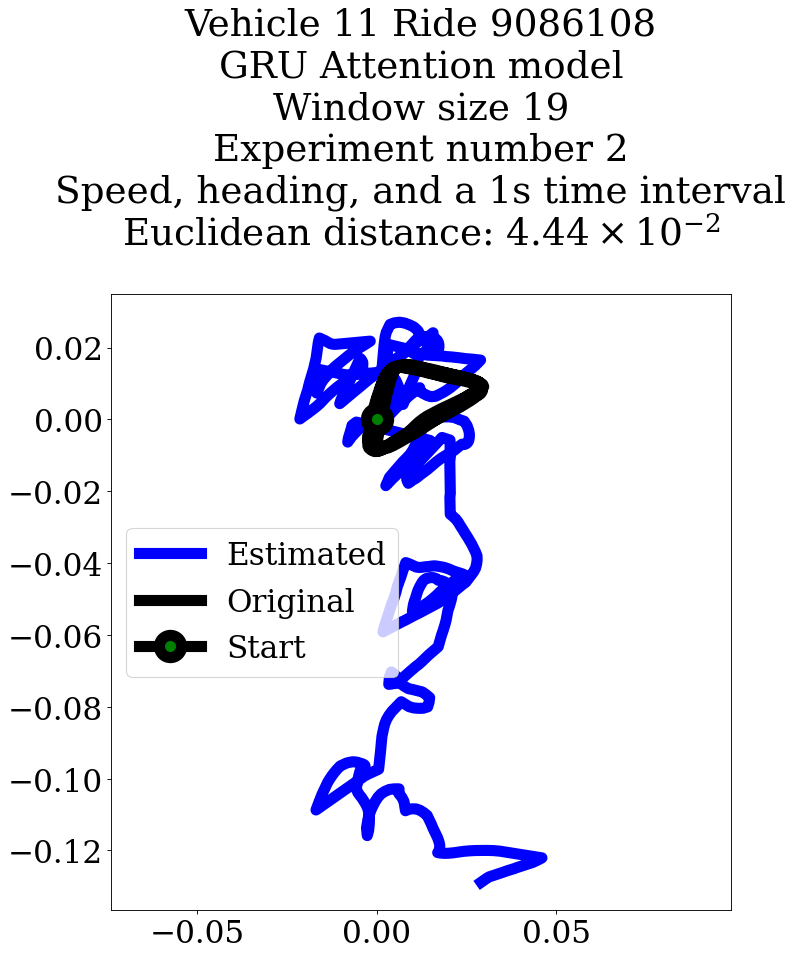 Vehicle 11 Ride 9086108
GRU Attention model
Window size 19
Experiment number 2
Speed, heading, and a 1s time interval
Euclidean distance: 4.44 × 10⁻²
0.02
0.00
−0.02
−0.04
−0.06
−0.08
−0.10
−0.12
Estimated
Original
Start
−0.05
0.00
0.05